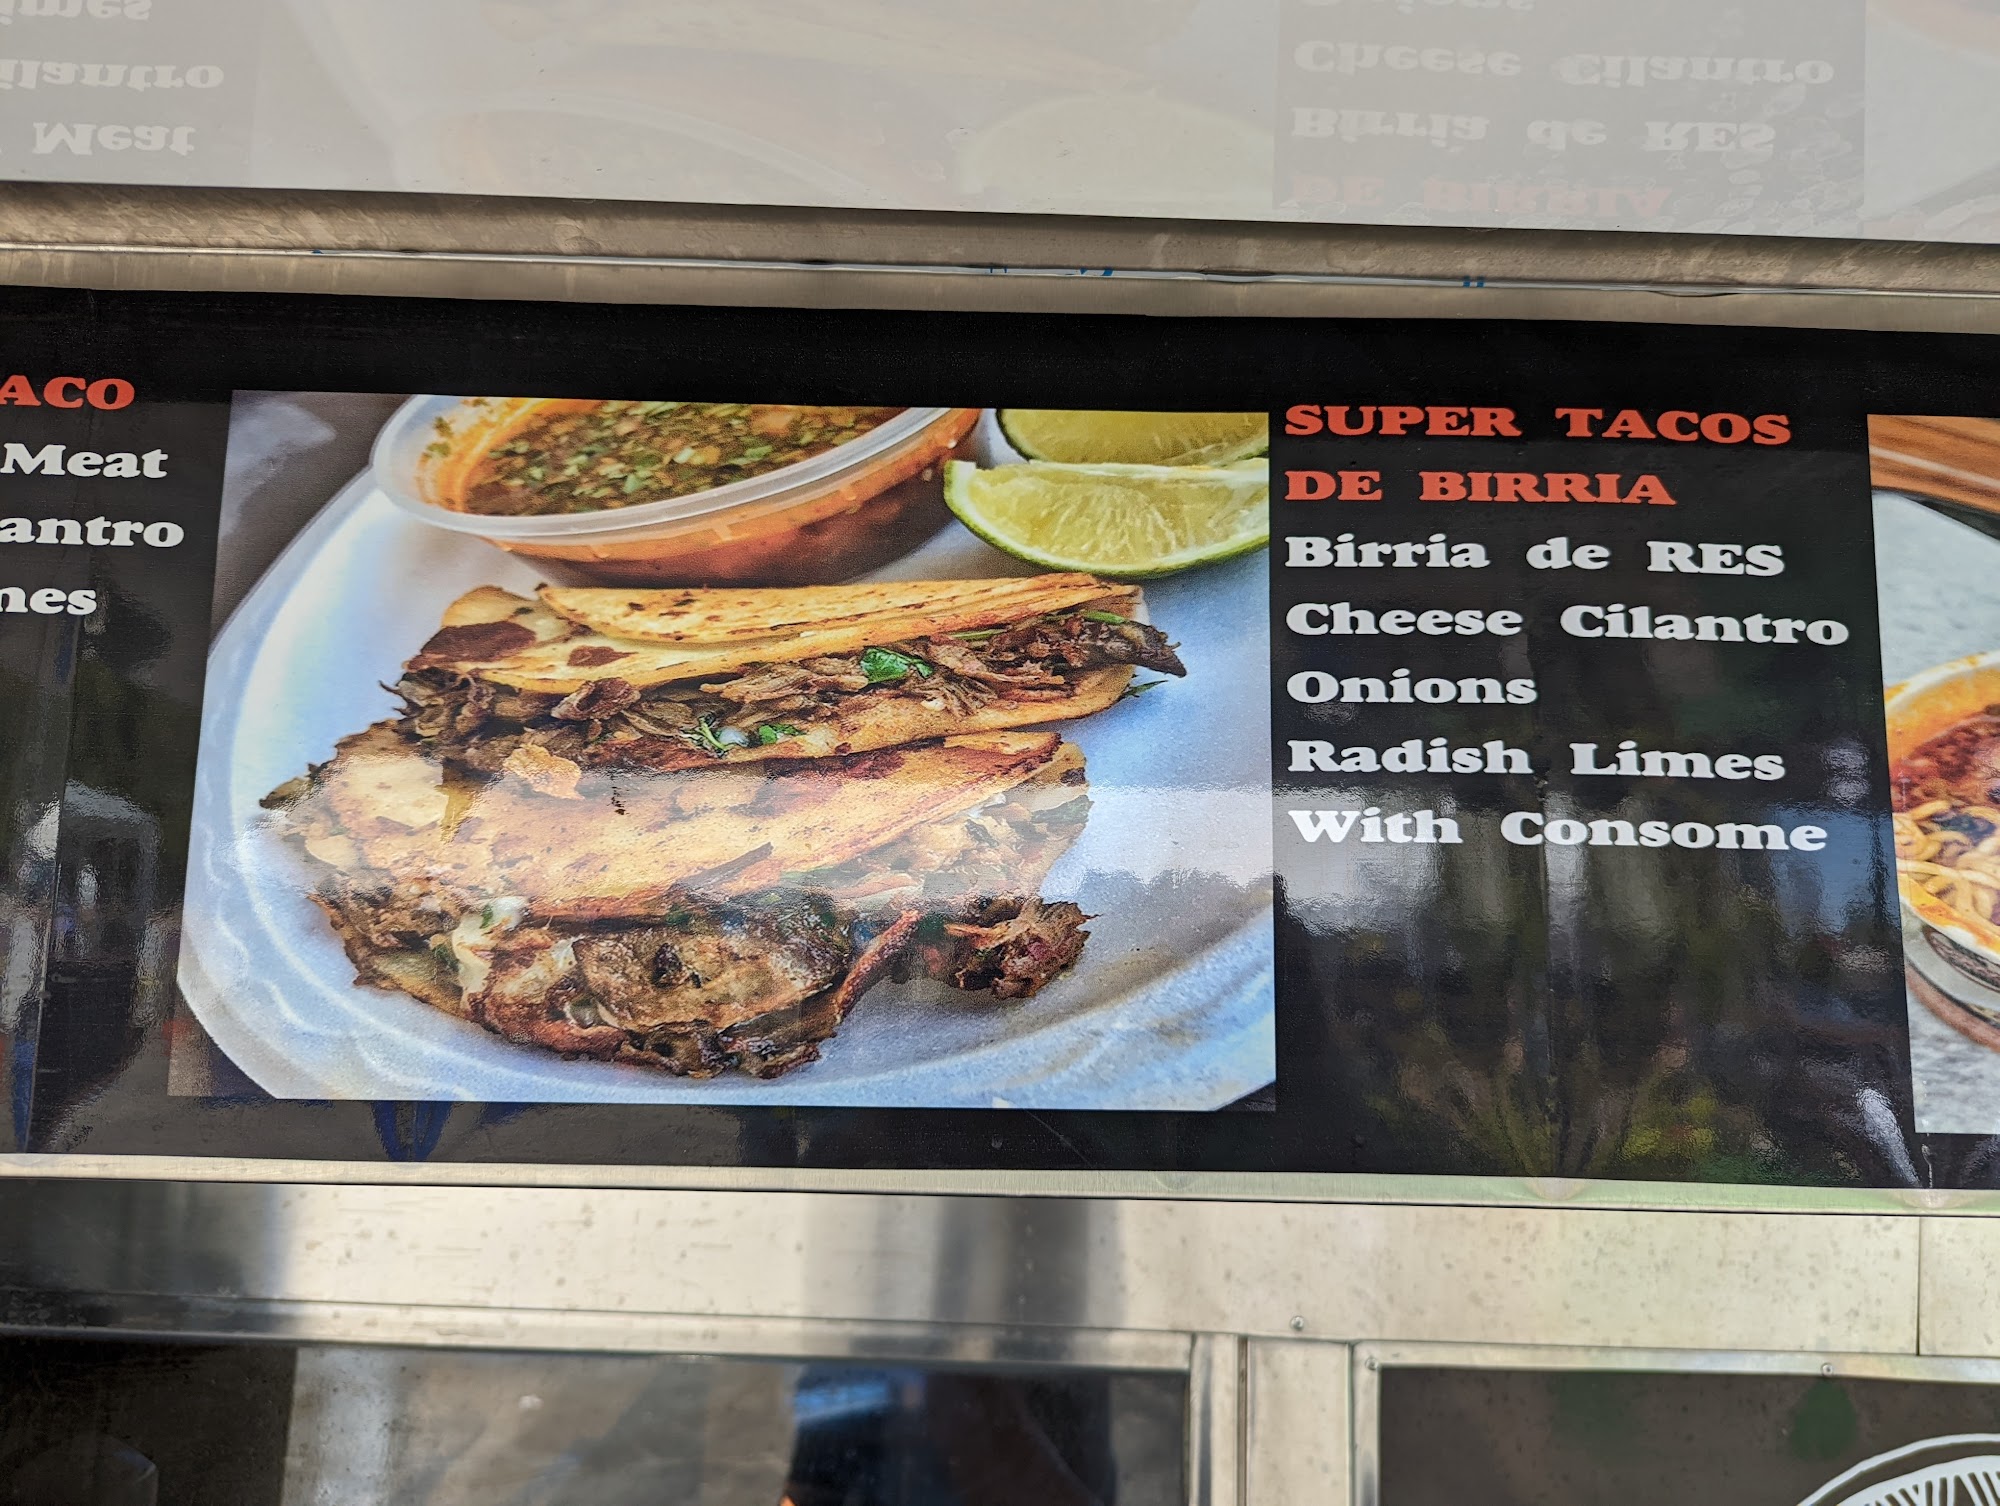 ACO
Meat
antro
nes
SUPER TACOS
DE BIRRIA
Birria de RES
Cheese Cilantro
Onions
Radish Limes
With Consome